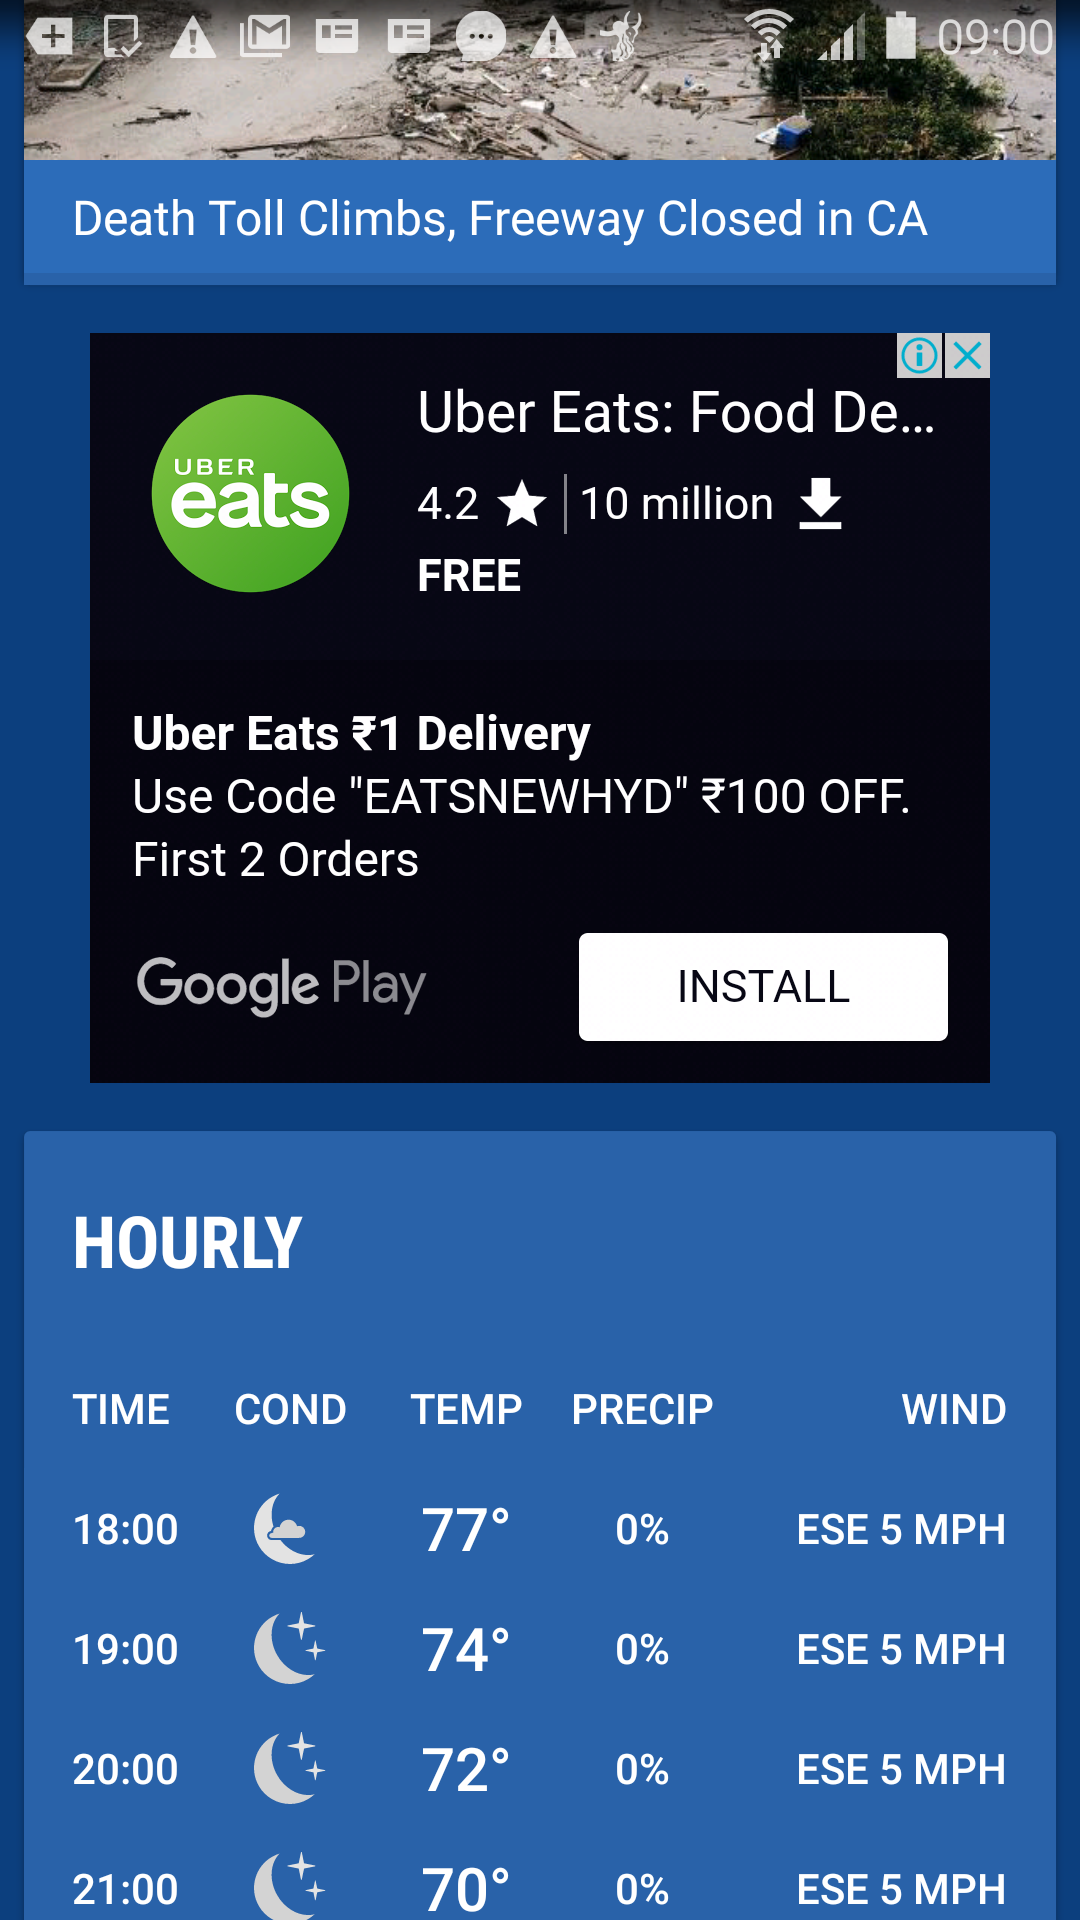 09:00
Death Toll Climbs, Freeway Closed in CA
Uber Eats: Food De...
UBER
eats
4.2
10 million
FREE
Uber Eats ₹1 Delivery
Use Code "EATSNEWHYD" ₹100 OFF.
First 2 Orders
Google Play
INSTALL
HOURLY
TIME COND TEMP PRECIP WIND
18:00 77° 0% ESE 5 MPH
19:00 74° 0% ESE 5 MPH
20:00 72° 0% ESE 5 MPH
21:00 70° 0% ESE 5 MPH